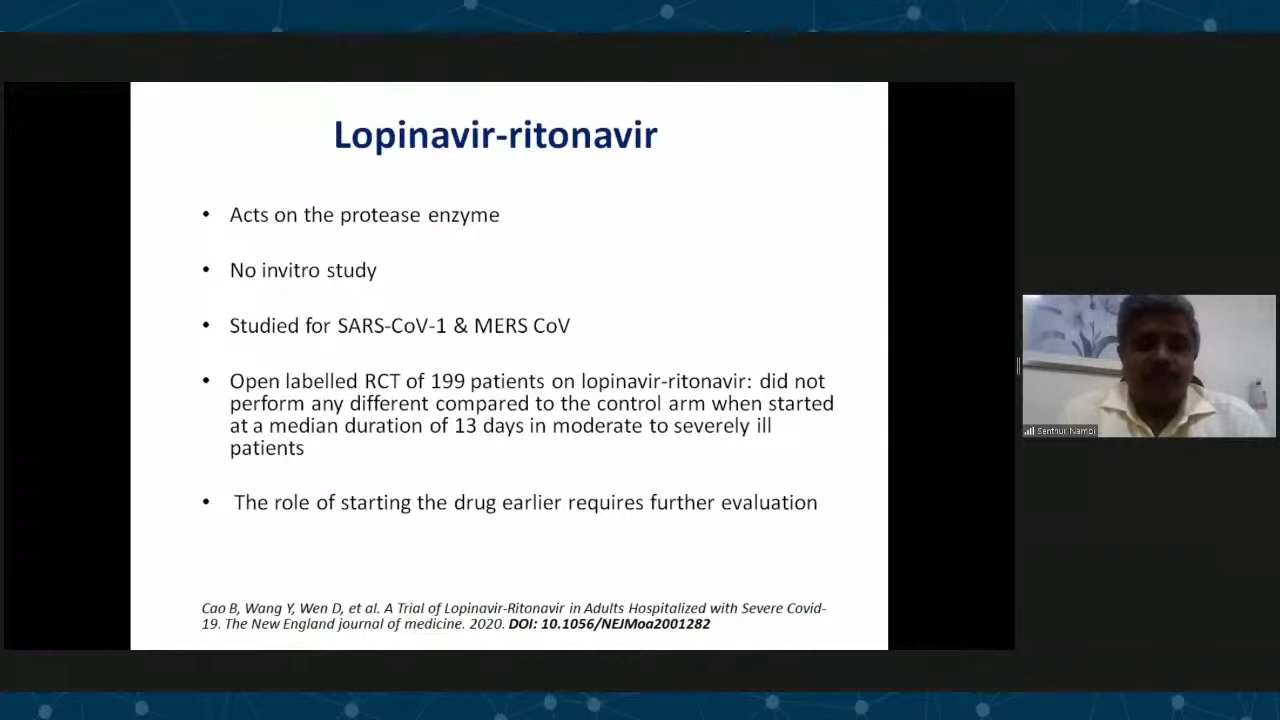 Lopinavir-ritonavir
• Acts on the protease enzyme
• No invitro study
• Studied for SARS-CoV-1 & MERS CoV
• Open labelled RCT of 199 patients on lopinavir-ritonavir: did not
perform any different compared to the control arm when started
at a median duration of 13 days in moderate to severely ill
patients
• The role of starting the drug earlier requires further evaluation
Cao B, Wang Y, Wen D, et al. A Trial of Lopinavir-Ritonavir in Adults Hospitalized with Severe Covid-
19. The New England journal of medicine. 2020. DOI: 10.1056/NEJMoa2001282
Senthur Nambi